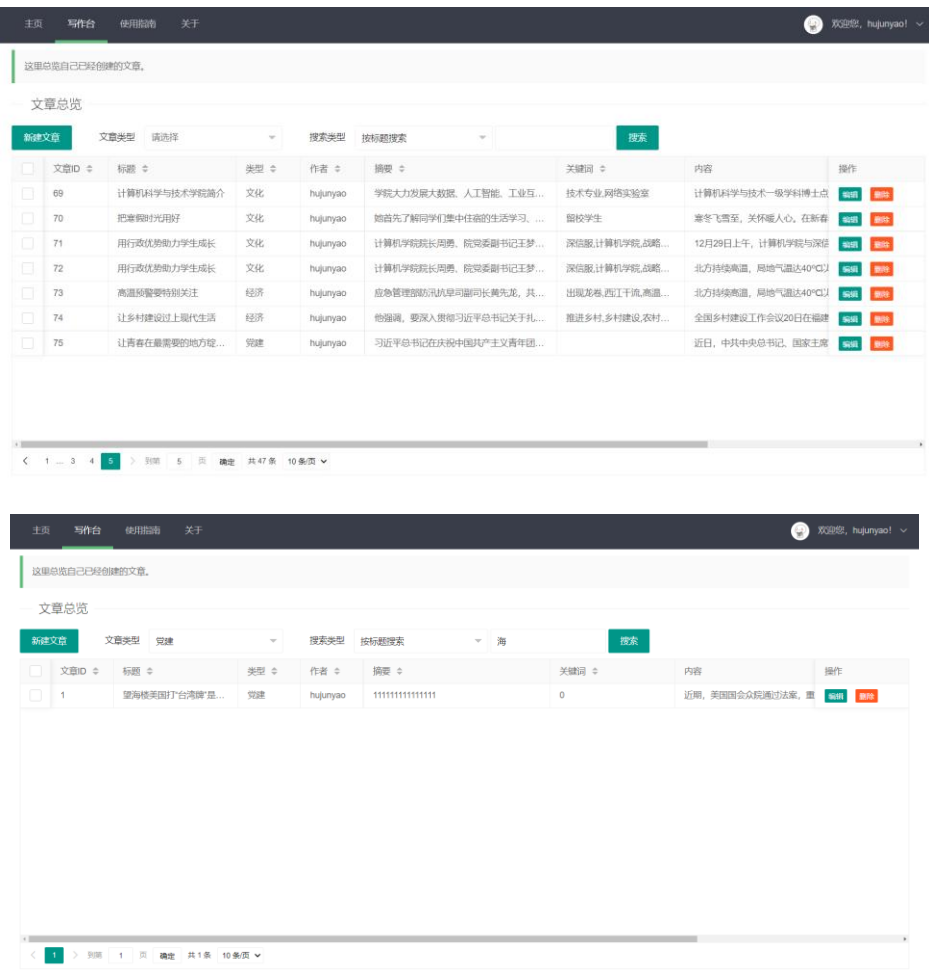 主页 写作台 使用指南 关于 欢迎您，hujunyao！
这里总览自己已经创建的文章。
文章总览
新建文章 文章类型 请选择 搜索类型 按标题搜索 搜索
文章ID 标题 类型 作者 摘要 关键词 内容 操作
69 计算机科学与技术学院简介 文化 hujunyao 学院大力发展大数据、人工智能、工业互... 技术专业,网络实验室 计算机科学与技术一级学科博士点 编辑 删除
70 把寒假时光用好 文化 hujunyao 她首先了解同学们集中住宿的生活学习、... 留校学生 寒冬飞雪至，关怀暖人心。在新春 编辑 删除
71 用行政优势助力学生成长 文化 hujunyao 计算机学院院长周勇、院党委副书记王梦... 深信服,计算机学院,战略... 12月29日上午，计算机学院与深信 编辑 删除
72 用行政优势助力学生成长 文化 hujunyao 计算机学院院长周勇、院党委副书记王梦... 深信服,计算机学院,战略... 北方持续高温，局地气温达40℃以 编辑 删除
73 高温预警要特别关注 经济 hujunyao 应急管理部防汛抗旱司副司长黄先龙，共... 出现龙卷,西江干流,高温... 北方持续高温，局地气温达40℃以 编辑 删除
74 让乡村建设过上现代生活 经济 hujunyao 他强调，要深入贯彻习近平总书记关于扎... 推进乡村,乡村建设,农村... 全国乡村建设工作会议20日在福建 编辑 删除
75 让青春在最需要的地方绽... 党建 hujunyao 习近平总书记在庆祝中国共产主义青年团... 近日，中共中央总书记、国家主席 编辑 删除
1 ... 3 4 5 到第 5 页 确定 共 47 条 10 条/页
主页 写作台 使用指南 关于 欢迎您，hujunyao！
这里总览自己已经创建的文章。
文章总览
新建文章 文章类型 党建 搜索类型 按标题搜索 海 搜索
文章ID 标题 类型 作者 摘要 关键词 内容 操作
1 望海楼美国打“台湾牌”是... 党建 hujunyao 111111111111111 0 近期，美国国会众院通过法案，重 编辑 删除
1 到第 1 页 确定 共 1 条 10 条/页